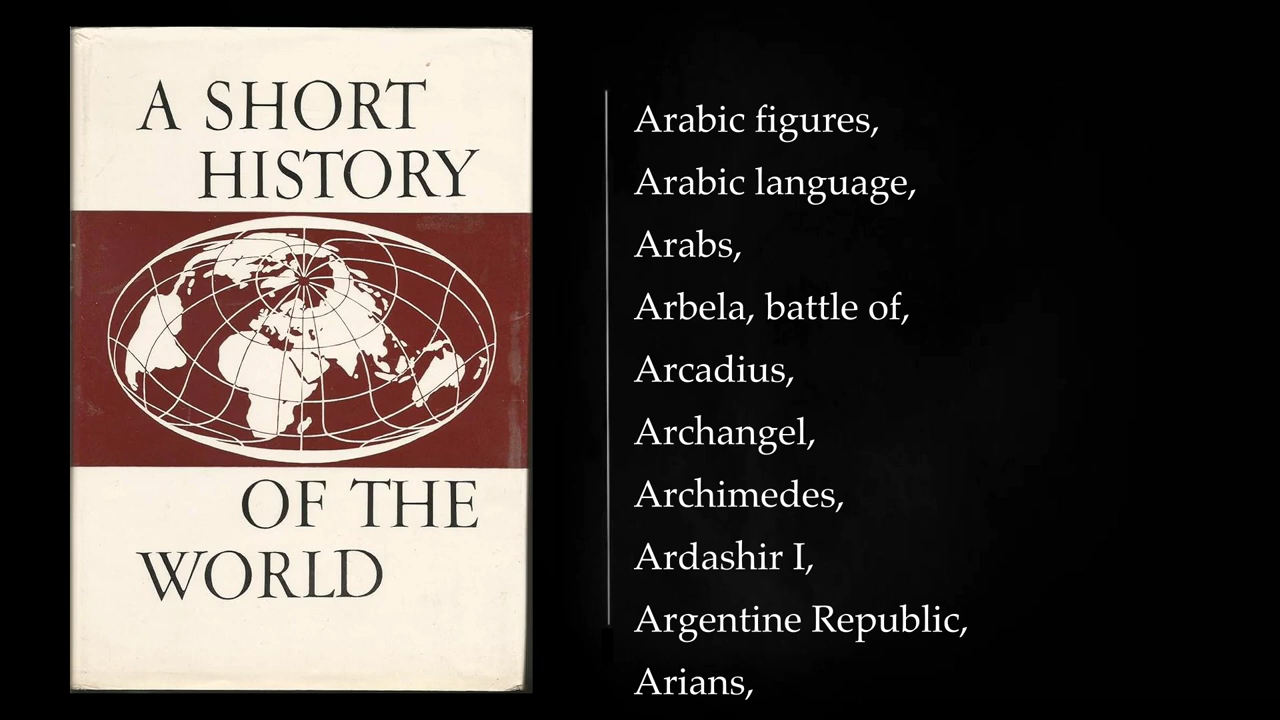 A SHORT
HISTORY
OF THE
WORLD
Arabic figures,
Arabic language,
Arabs,
Arbela, battle of,
Arcadius,
Archangel,
Archimedes,
Ardashir I,
Argentine Republic,
Arians,